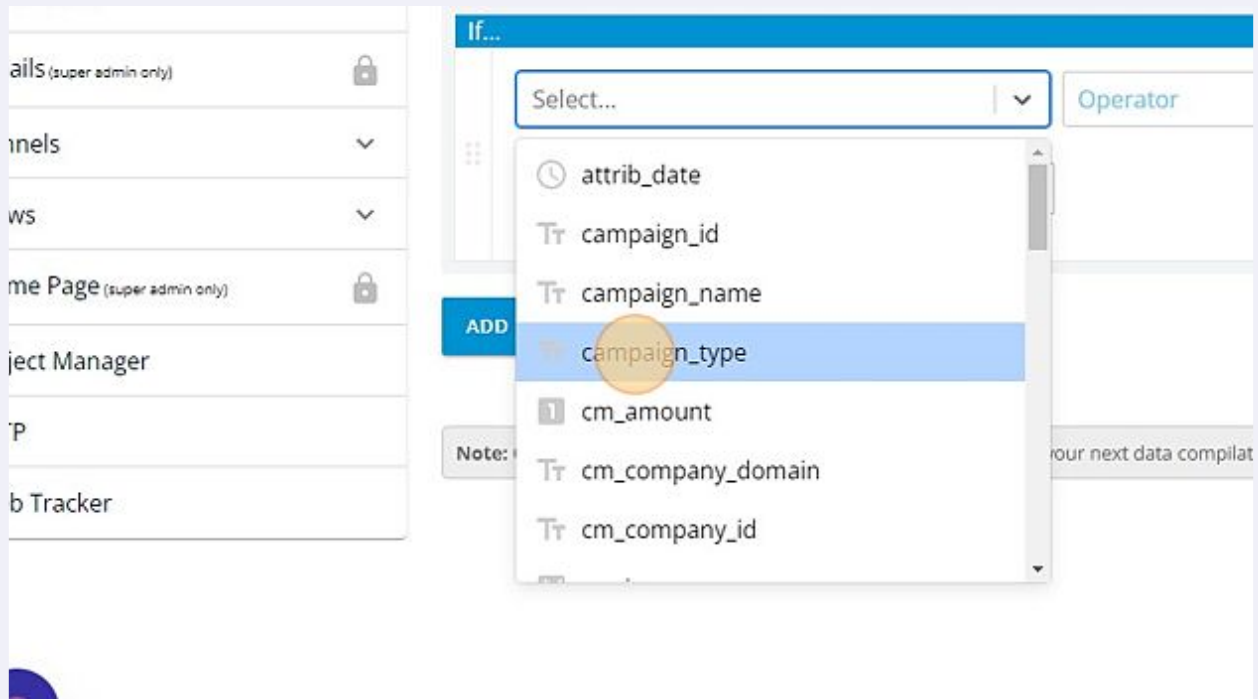 ails (super admin only)
nnels
ws
me Page (super admin only)
ject Manager
TP
b Tracker
If...
Select...
Operator
attrib_date
campaign_id
campaign_name
ADD
campaign_type
cm_amount
Note:
our next data compilat
cm_company_domain
cm_company_id